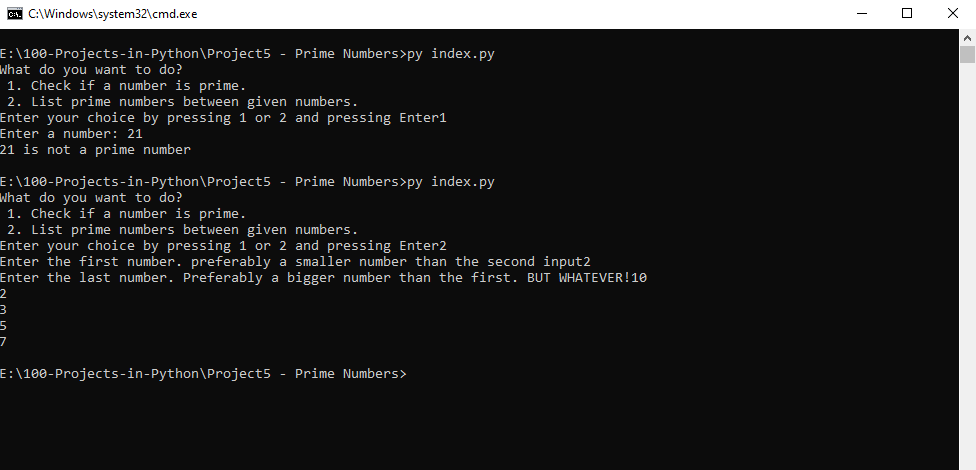 C:\Windows\system32\cmd.exe
E:\100-Projects-in-Python\Project5 - Prime Numbers>py index.py
What do you want to do?
 1. Check if a number is prime.
 2. List prime numbers between given numbers.
Enter your choice by pressing 1 or 2 and pressing Enter1
Enter a number: 21
21 is not a prime number
E:\100-Projects-in-Python\Project5 - Prime Numbers>py index.py
What do you want to do?
 1. Check if a number is prime.
 2. List prime numbers between given numbers.
Enter your choice by pressing 1 or 2 and pressing Enter2
Enter the first number. preferably a smaller number than the second input2
Enter the last number. Preferably a bigger number than the first. BUT WHATEVER!10
2
3
5
7
E:\100-Projects-in-Python\Project5 - Prime Numbers>